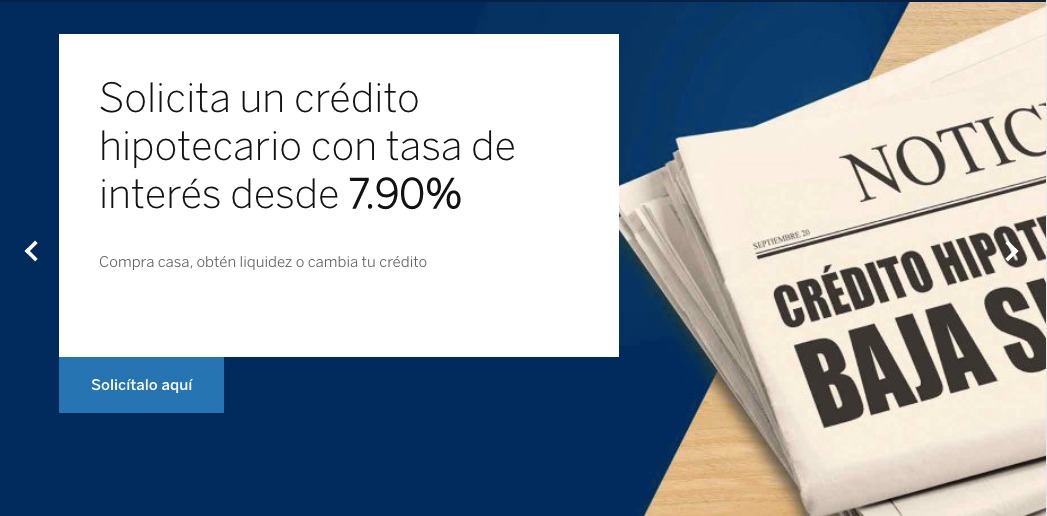 Solicita un crédito
hipotecario con tasa de
interés desde 7.90%
Compra casa, obtén liquidez o cambia tu crédito
Solicítalo aquí
NOTIC
SEPTIEMBRE 20
CRÉDITO HIPOT
BAJA S